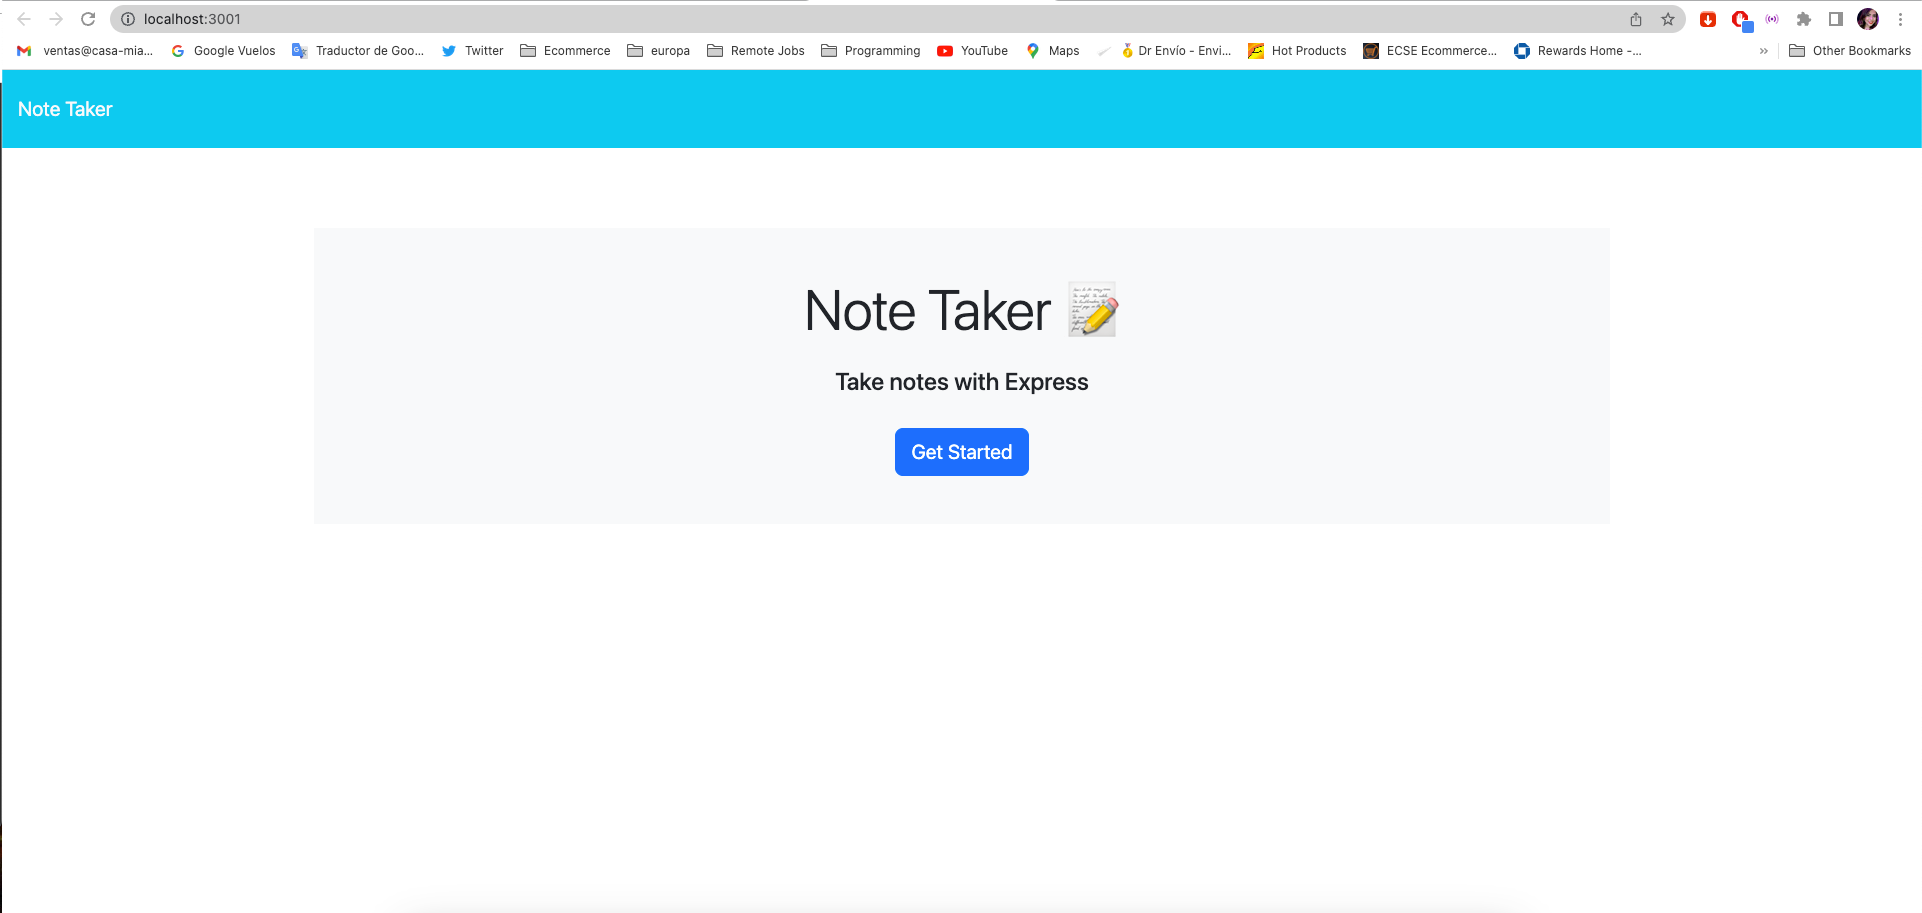 localhost:3001
ventas@casa-mia... Google Vuelos Traductor de Goo... Twitter Ecommerce europa Remote Jobs Programming YouTube Maps Dr Envío - Envi... Hot Products ECSE Ecommerce... Rewards Home -... » Other Bookmarks
Note Taker
Note Taker 📝
Take notes with Express
Get Started